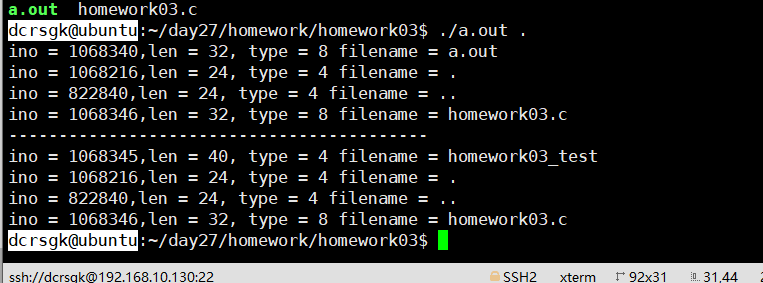 a.out  homework03.c
dcrsgk@ubuntu:~/day27/homework/homework03$ ./a.out .
ino = 1068340,len = 32, type = 8 filename = a.out
ino = 1068216,len = 24, type = 4 filename = .
ino = 822840,len = 24, type = 4 filename = ..
ino = 1068346,len = 32, type = 8 filename = homework03.c
-----------------------------------------
ino = 1068345,len = 40, type = 4 filename = homework03_test
ino = 1068216,len = 24, type = 4 filename = .
ino = 822840,len = 24, type = 4 filename = ..
ino = 1068346,len = 32, type = 8 filename = homework03.c
dcrsgk@ubuntu:~/day27/homework/homework03$
ssh://dcrsgk@192.168.10.130:22 SSH2 xterm 92x31 31,44